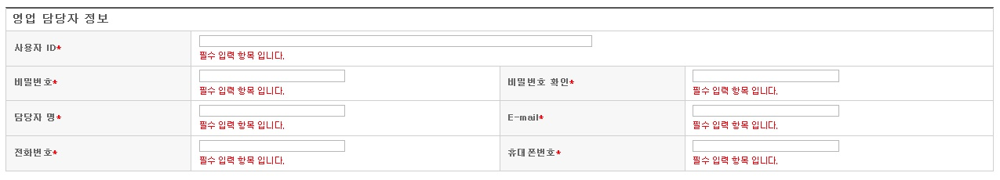 영업 담당자 정보
사용자 ID*
필수 입력 항목 입니다.
비밀번호*
필수 입력 항목 입니다.
비밀번호 확인*
필수 입력 항목 입니다.
담당자 명*
필수 입력 항목 입니다.
E-mail*
필수 입력 항목 입니다.
전화번호*
필수 입력 항목 입니다.
휴대폰번호*
필수 입력 항목 입니다.